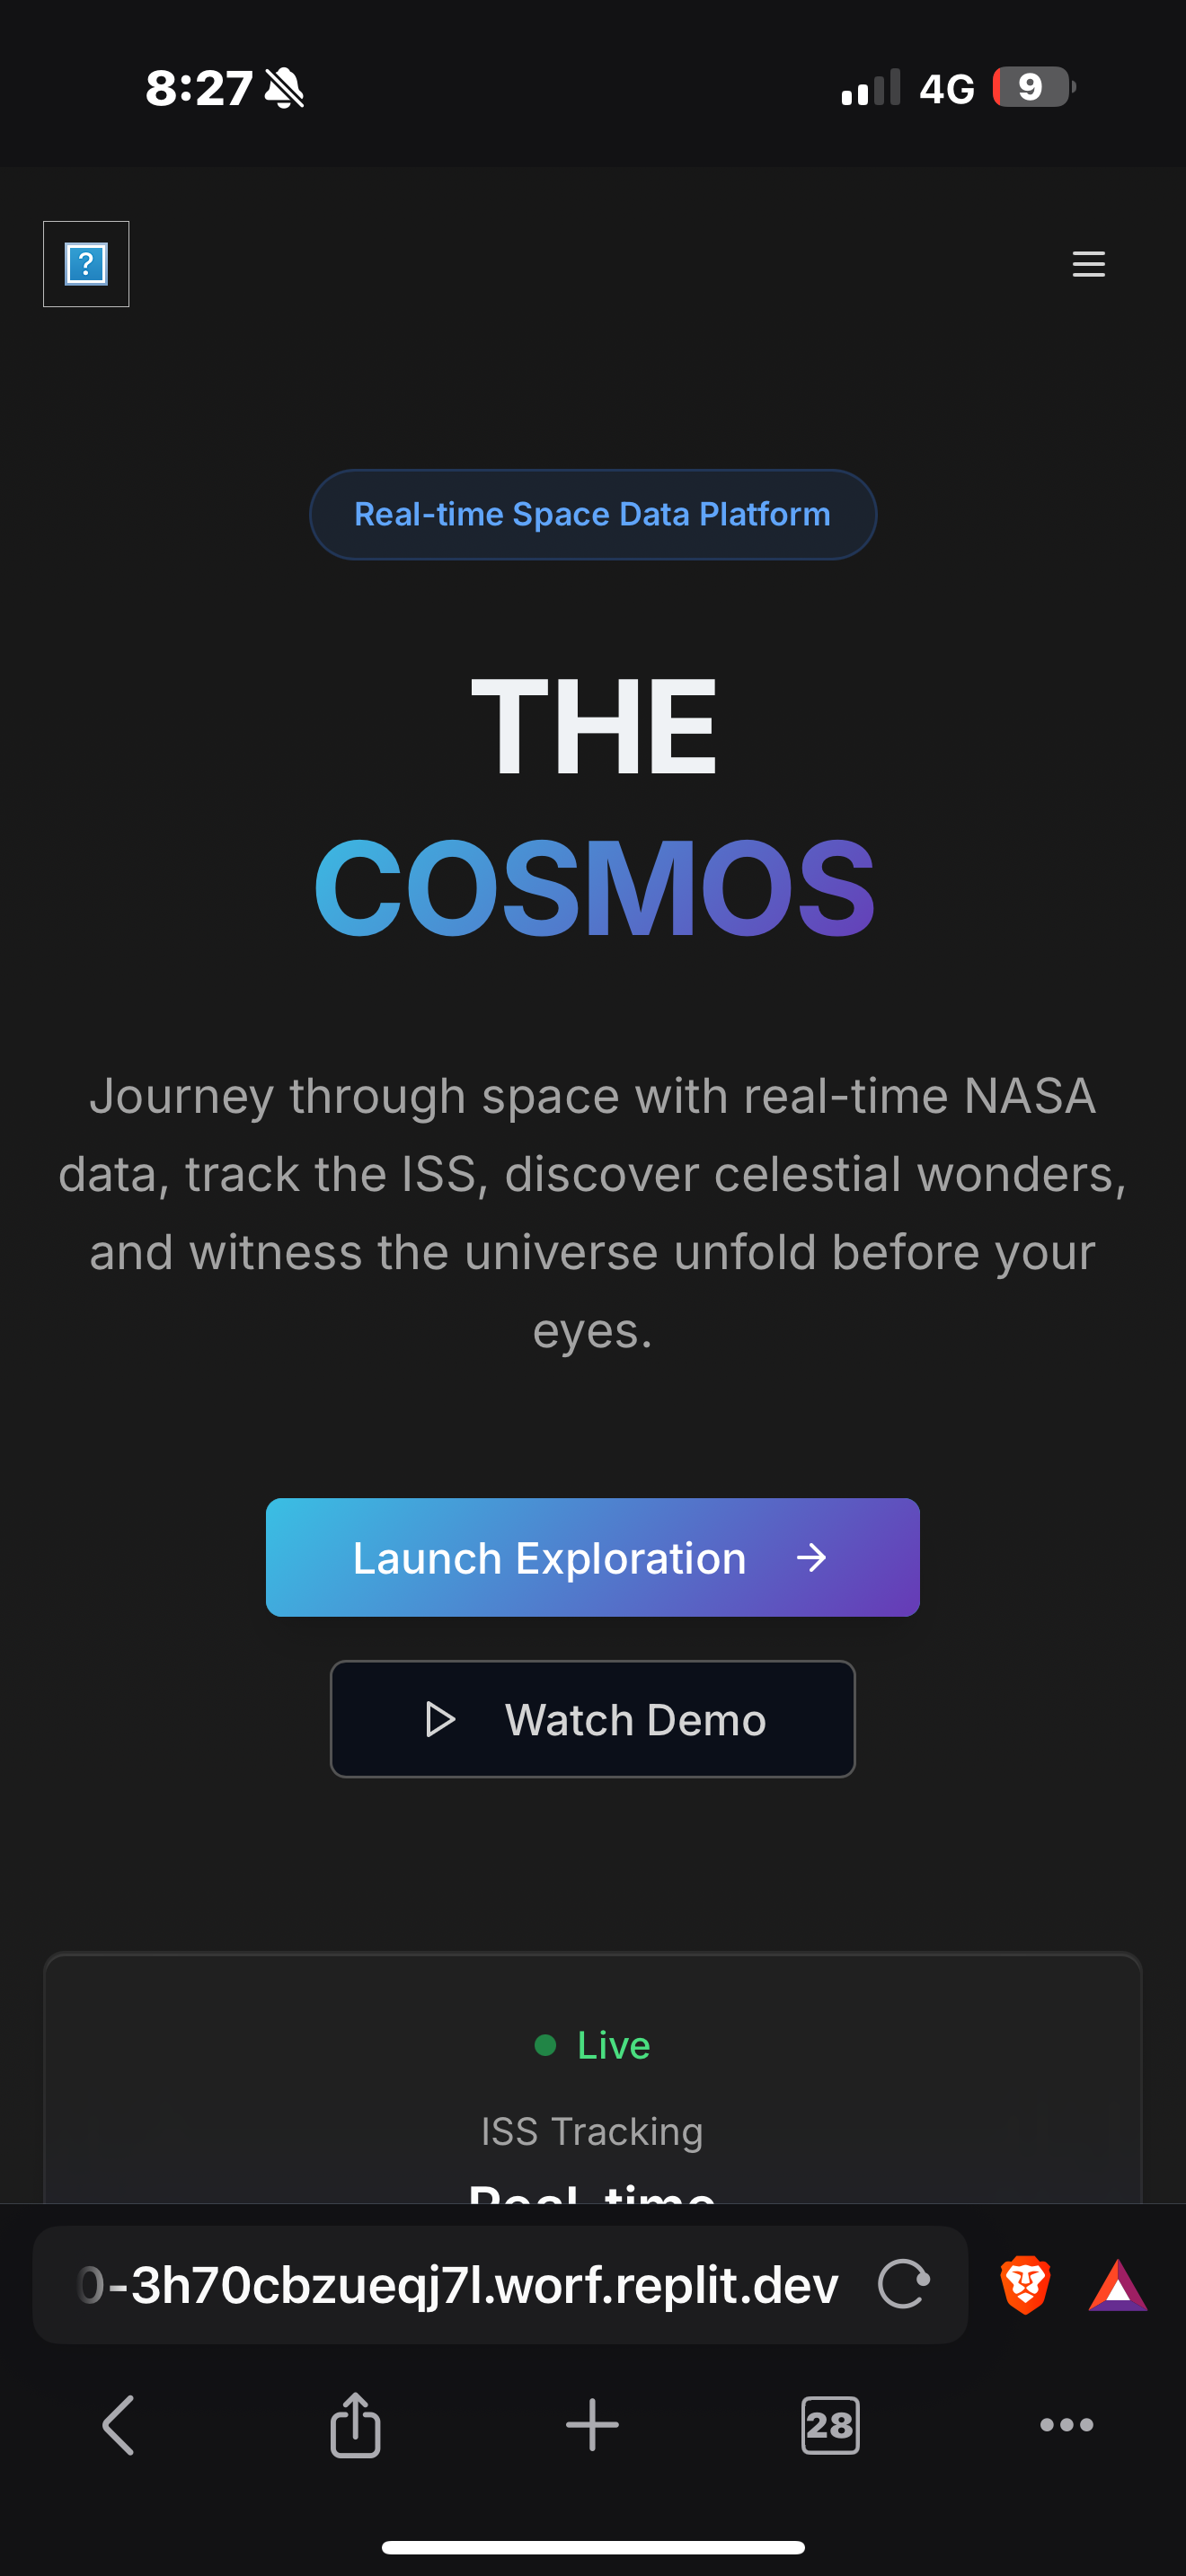 8:27
4G
9
?
Real-time Space Data Platform
THE
COSMOS
Journey through space with real-time NASA
data, track the ISS, discover celestial wonders,
and witness the universe unfold before your
eyes.
Launch Exploration
Watch Demo
Live
ISS Tracking
Real-time
0-3h70cbzueqj7l.worf.replit.dev
28